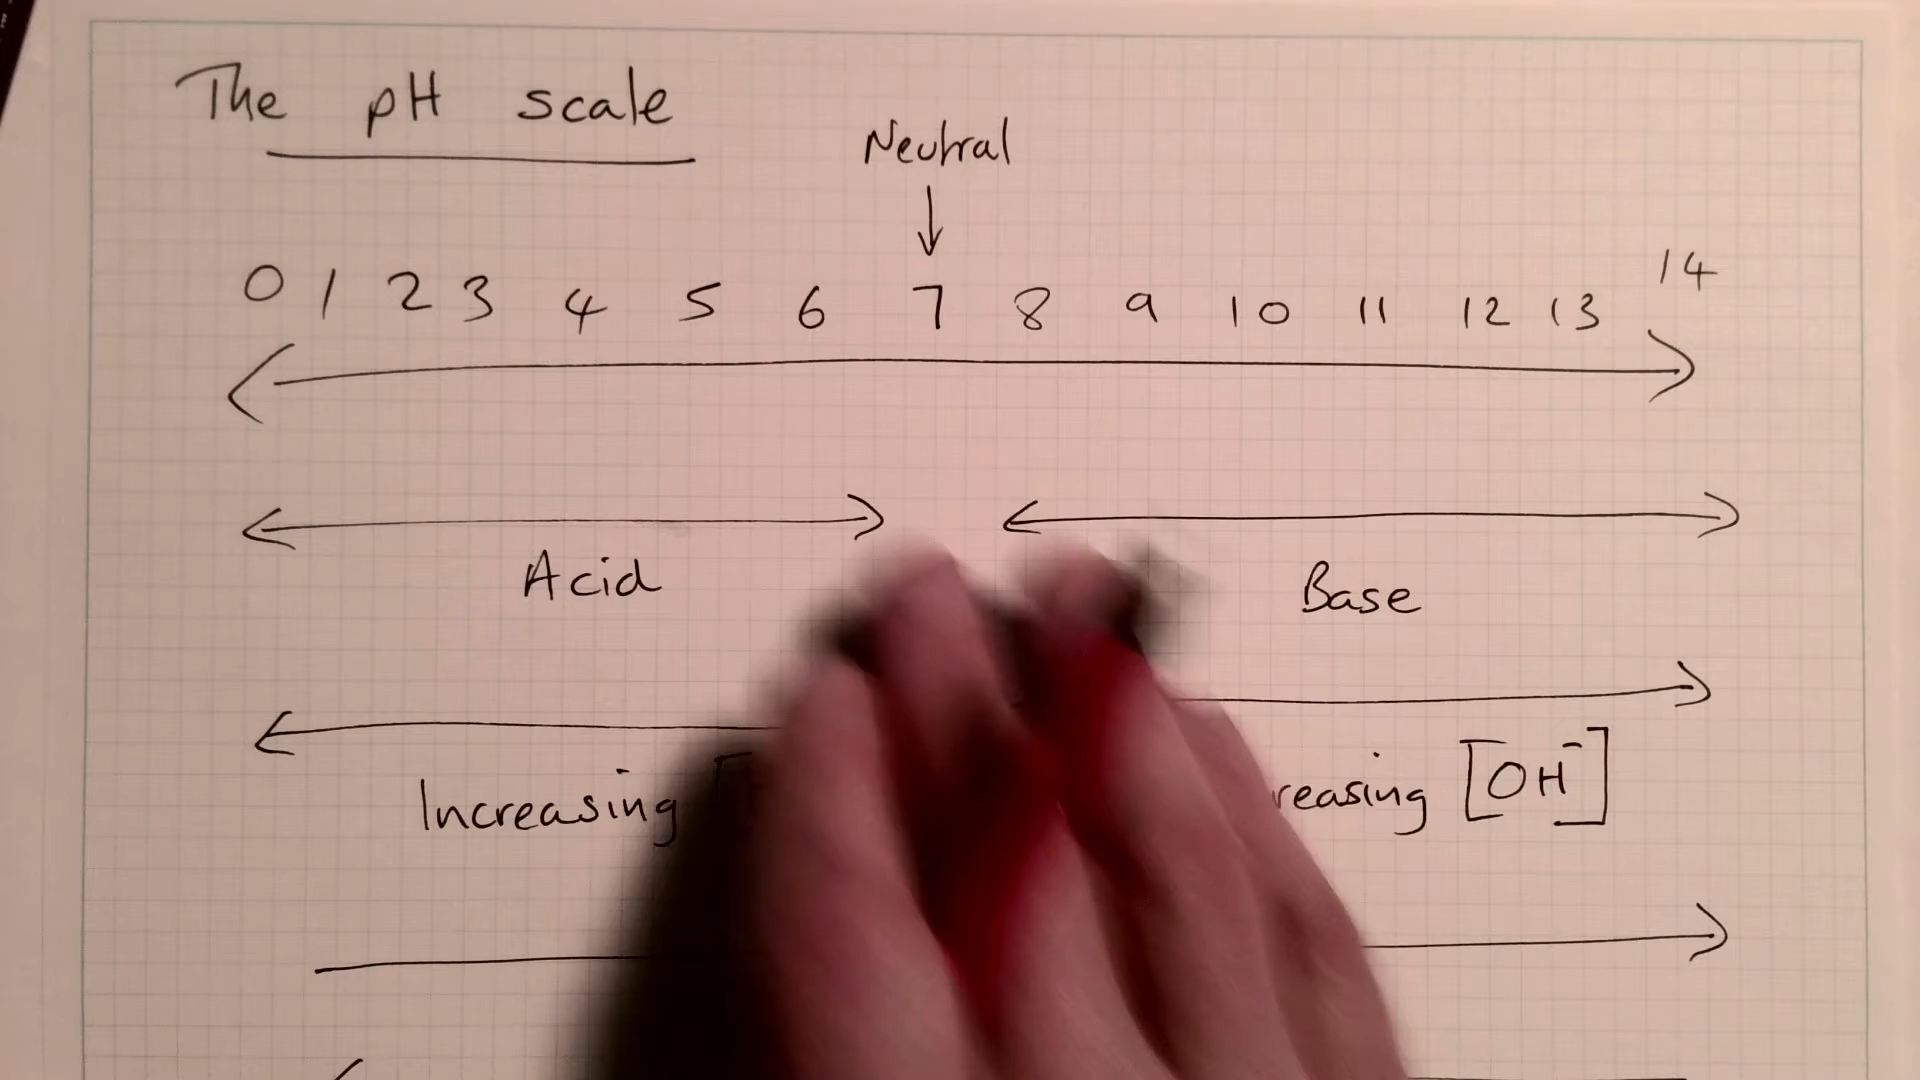 The pH scale
Neutral
0 1 2 3 4 5 6 7 8 9 10 11 12 13 14
Acid Base
Increasing reasing [OH⁻]